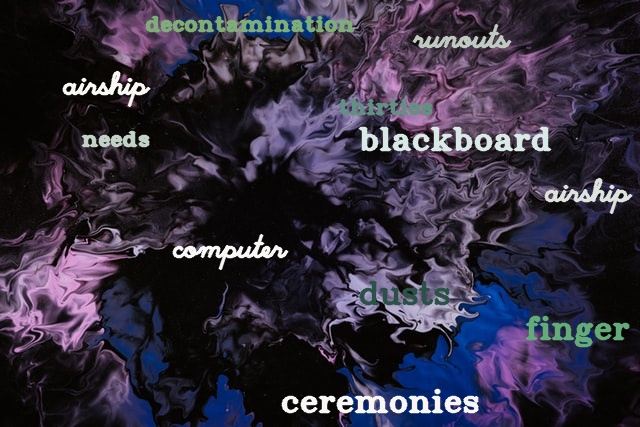 decontamination
runouts
airship
thirties
needs
blackboard
airship
computer
dusts
finger
ceremonies